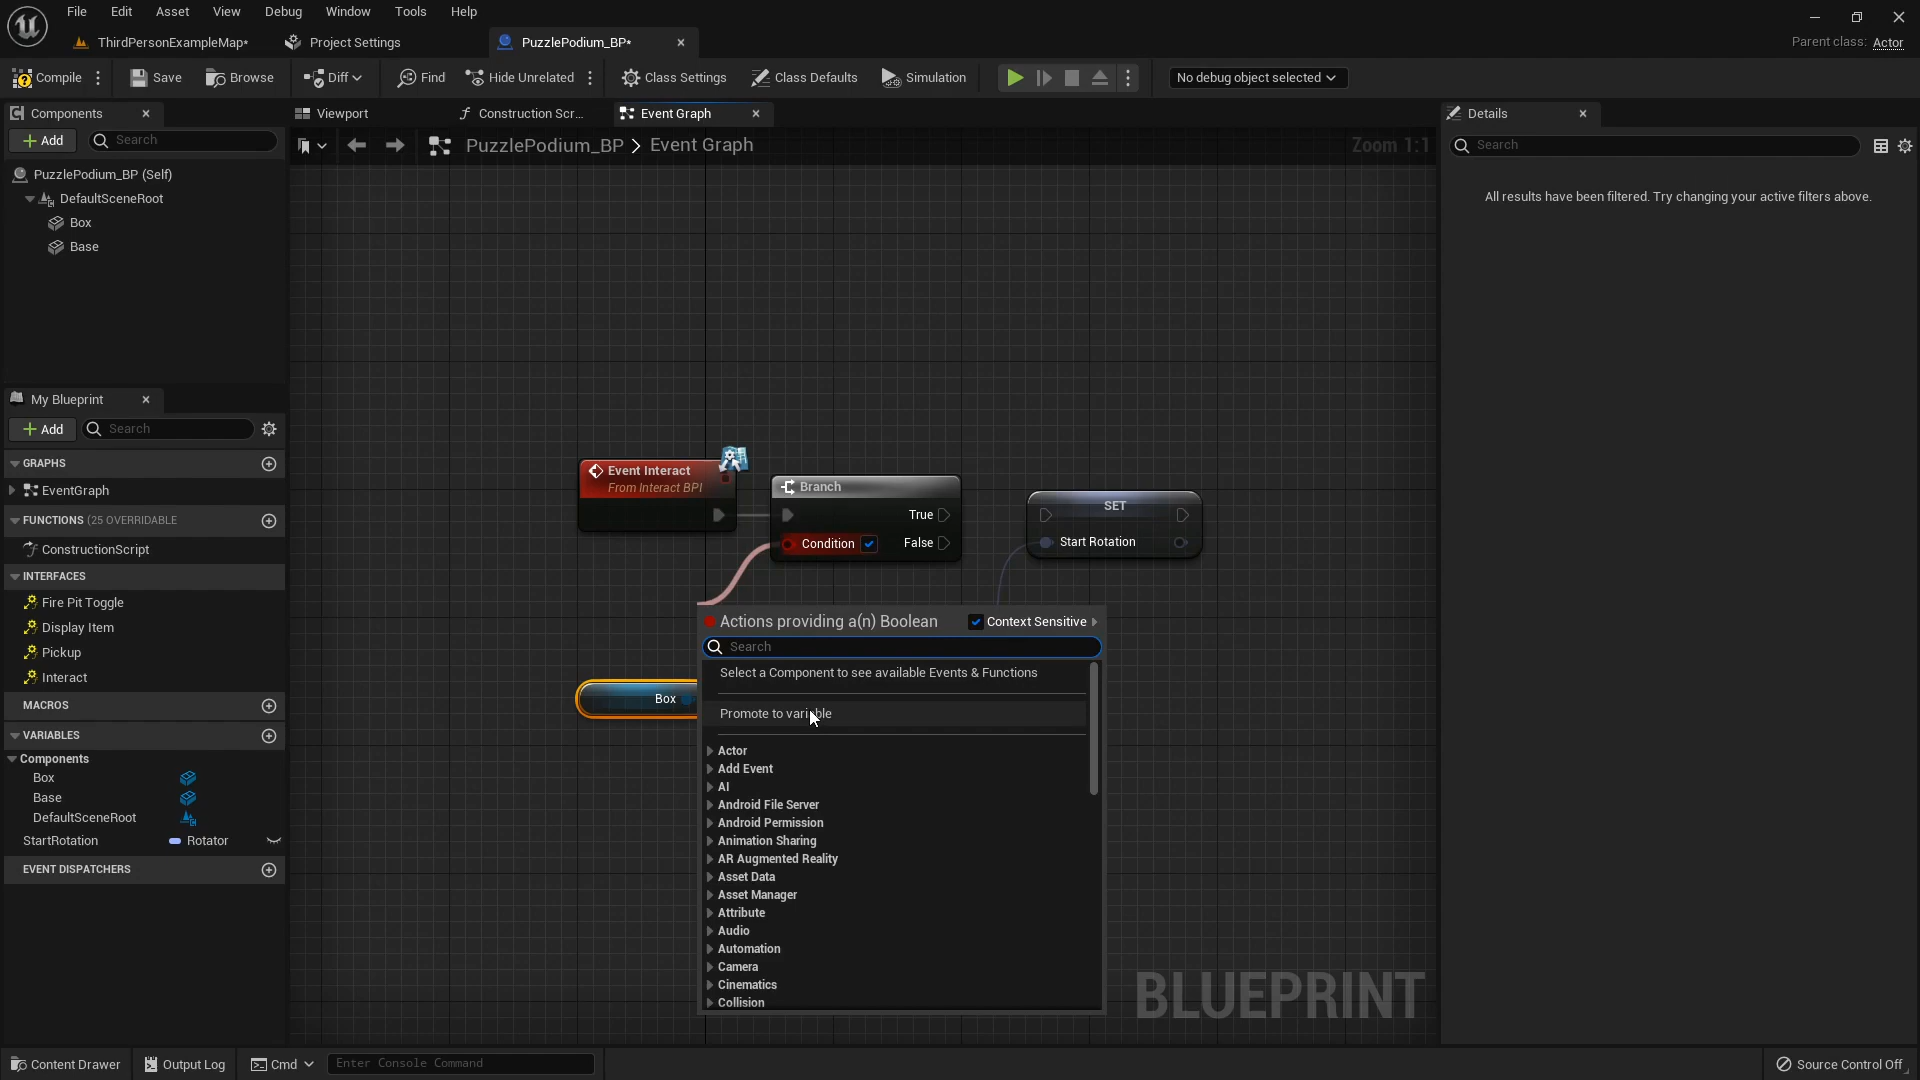 File Edit Asset View Debug Window Tools Help
ThirdPersonExampleMap* Project Settings PuzzlePodium_BP*
Parent class: Actor
Compile Save Browse Diff Find Hide Unrelated Class Settings Class Defaults Simulation No debug object selected
Components Viewport Construction Scr... Event Graph Details
Add Search PuzzlePodium_BP > Event Graph Zoom 1:1 Search
PuzzlePodium_BP (Self)
DefaultSceneRoot
Box
Base
All results have been filtered. Try changing your active filters above.
My Blueprint
Add Search
GRAPHS
EventGraph
FUNCTIONS (25 OVERRIDABLE
ConstructionScript
INTERFACES
Fire Pit Toggle
Display Item
Pickup
Interact
MACROS
VARIABLES
Components
Box
Base
DefaultSceneRoot
StartRotation Rotator
EVENT DISPATCHERS
Event Interact
From Interact BPI
Branch
True
Condition False
SET
Start Rotation
Box
Actions providing a(n) Boolean Context Sensitive
Search
Select a Component to see available Events & Functions
Promote to variable
Actor
Add Event
AI
Android File Server
Android Permission
Animation Sharing
AR Augmented Reality
Asset Data
Asset Manager
Attribute
Audio
Automation
Camera
Cinematics
Collision
BLUEPRINT
Content Drawer Output Log Cmd Enter Console Command Source Control Off